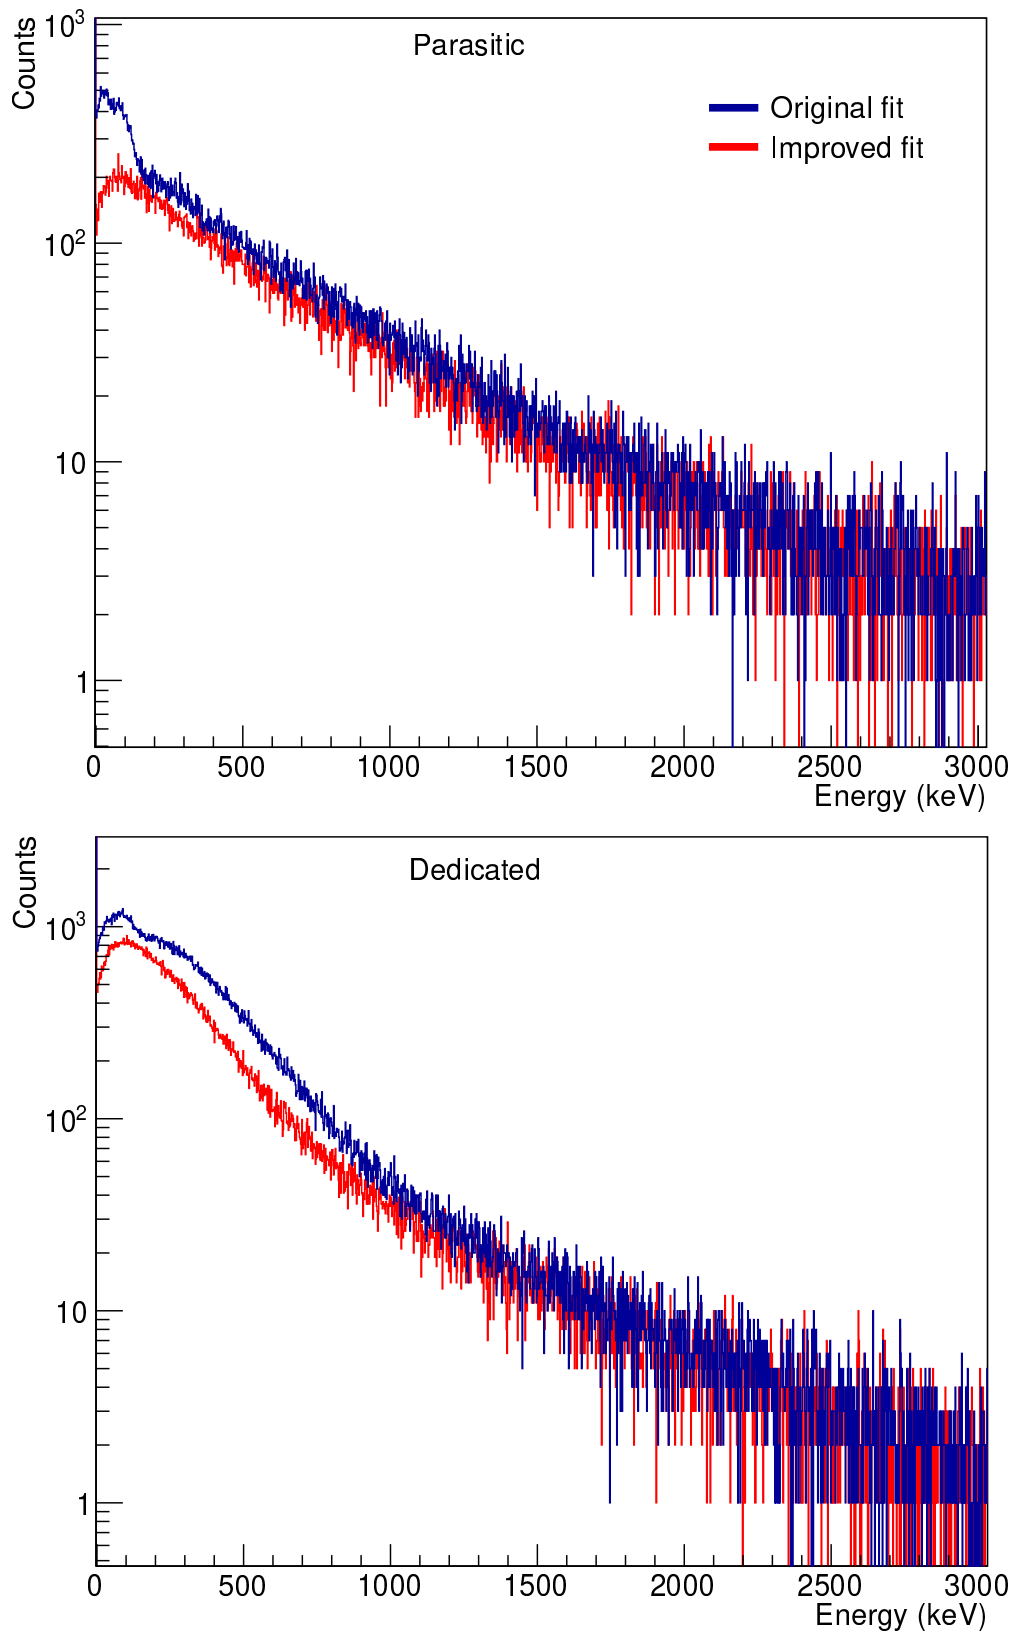 Counts
Parasitic
Original fit
Improved fit
10³
10²
10
1
0 500 1000 1500 2000 2500 3000
Energy (keV)
Counts
Dedicated
10³
10²
10
1
0 500 1000 1500 2000 2500 3000
Energy (keV)